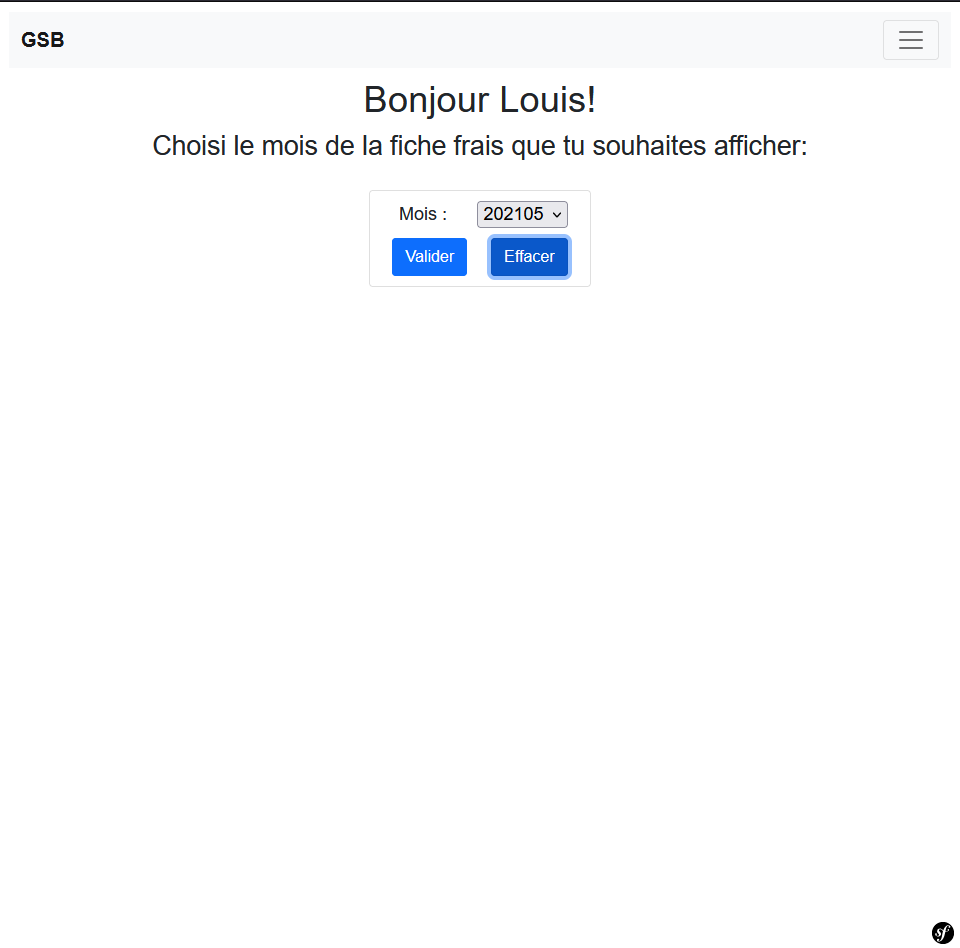 GSB
Bonjour Louis!
Choisi le mois de la fiche frais que tu souhaites afficher:
Mois : 202105
Valider Effacer
sf